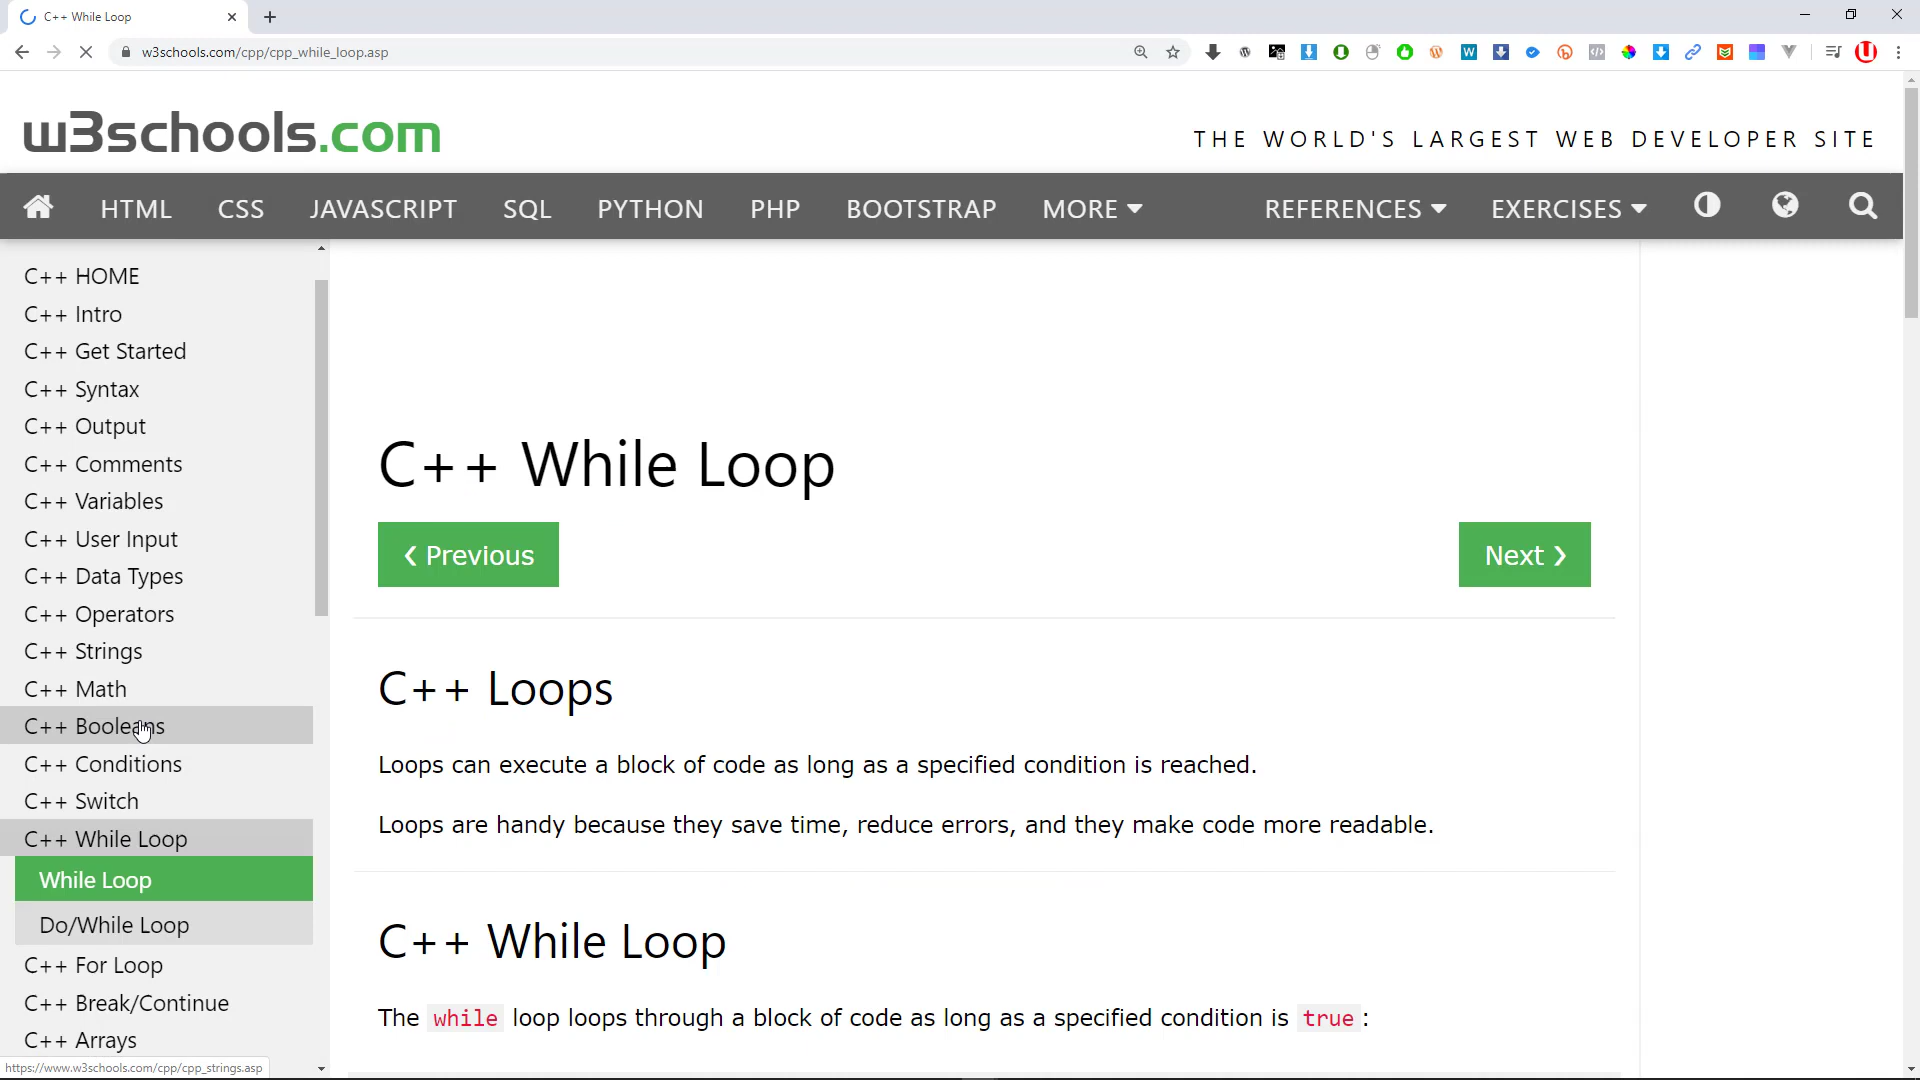 C++ While Loop
w3schools.com/cpp/cpp_while_loop.asp
w3schools.com
THE WORLD'S LARGEST WEB DEVELOPER SITE
HTML CSS JAVASCRIPT SQL PYTHON PHP BOOTSTRAP MORE REFERENCES EXERCISES
C++ HOME
C++ Intro
C++ Get Started
C++ Syntax
C++ Output
C++ Comments
C++ Variables
C++ User Input
C++ Data Types
C++ Operators
C++ Strings
C++ Math
C++ Booleans
C++ Conditions
C++ Switch
C++ While Loop
While Loop
Do/While Loop
C++ For Loop
C++ Break/Continue
C++ Arrays
https://www.w3schools.com/cpp/cpp_strings.asp
C++ While Loop
❮ Previous
Next ❯
C++ Loops
Loops can execute a block of code as long as a specified condition is reached.
Loops are handy because they save time, reduce errors, and they make code more readable.
C++ While Loop
The while loop loops through a block of code as long as a specified condition is true: